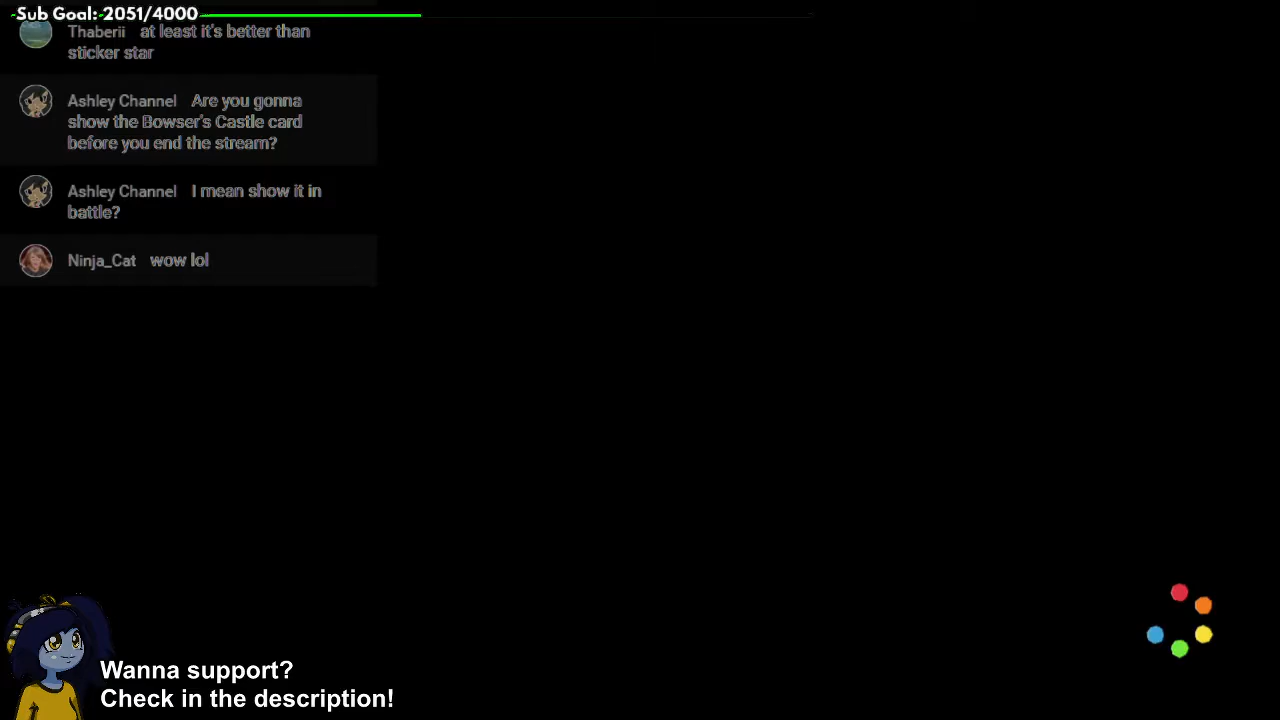 Sub Goal: 2051/4000
Thaberii at least it's better than
sticker star
Ashley Channel Are you gonna
show the Bowser's Castle card
before you end the stream?
Ashley Channel I mean show it in
battle?
Ninja_Cat wow lol
Wanna support?
Check in the description!